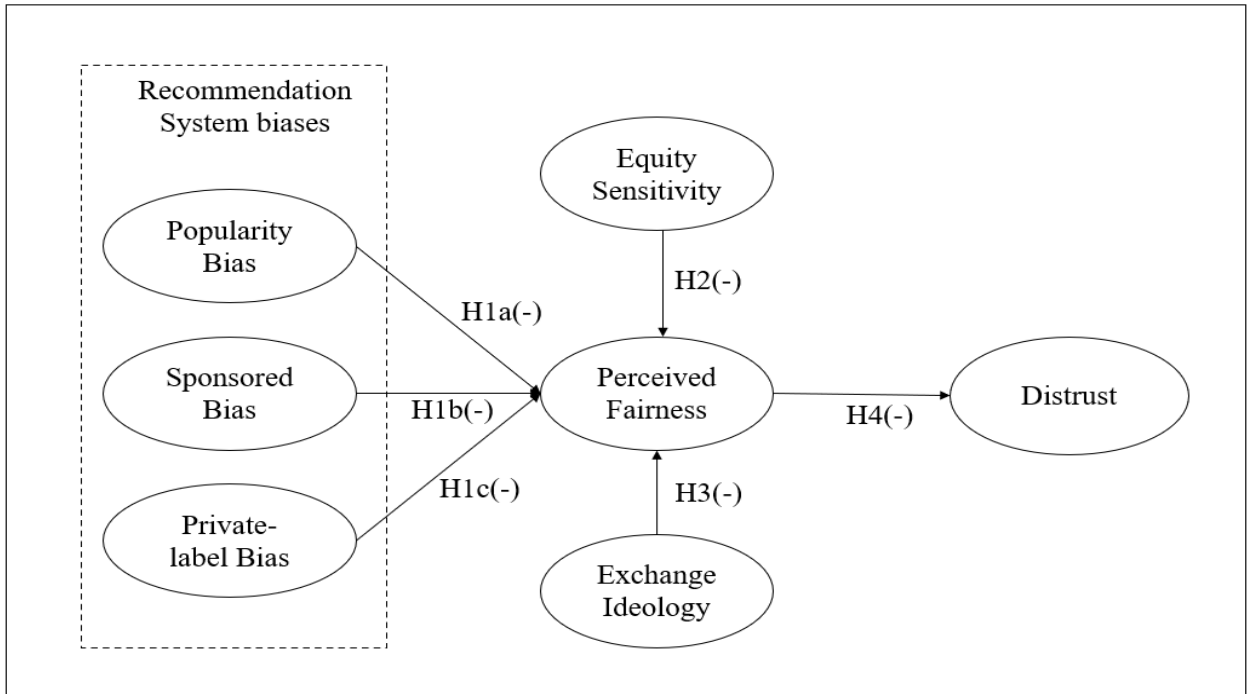 Recommendation
System biases
Popularity
Bias
Sponsored
Bias
Private-
label Bias
H1a(-)
H1b(-)
H1c(-)
Equity
Sensitivity
H2(-)
Perceived
Fairness
H3(-)
Exchange
Ideology
H4(-)
Distrust